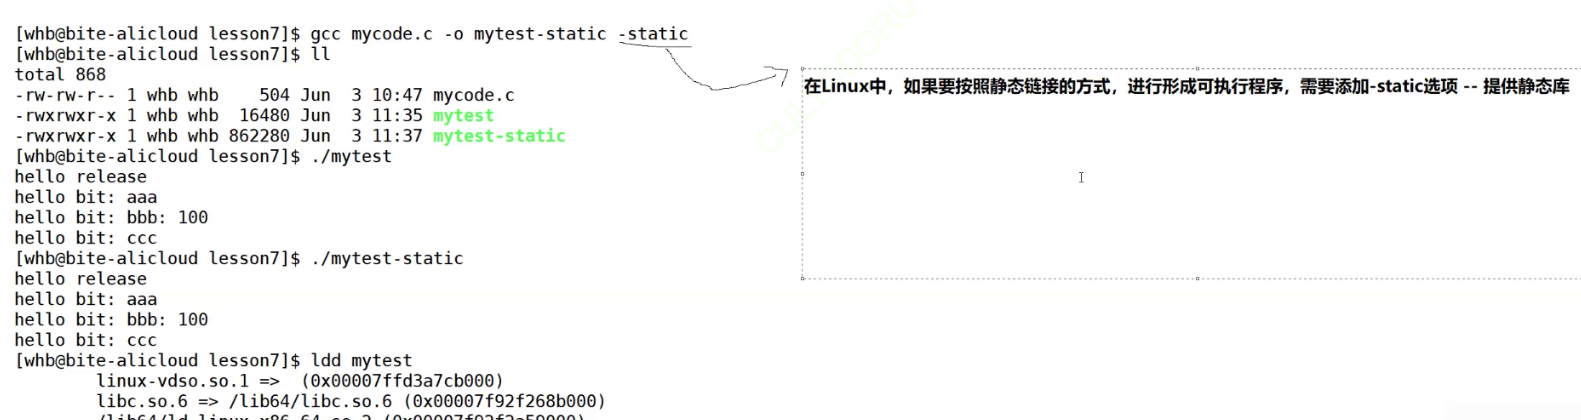 [whb@bite-alicloud lesson7]$ gcc mycode.c -o mytest-static -static
[whb@bite-alicloud lesson7]$ ll
total 868
-rw-rw-r-- 1 whb whb    504 Jun  3 10:47 mycode.c
-rwxrwxr-x 1 whb whb  16480 Jun  3 11:35 mytest
-rwxrwxr-x 1 whb whb 862280 Jun  3 11:37 mytest-static
[whb@bite-alicloud lesson7]$ ./mytest
hello release
hello bit: aaa
hello bit: bbb: 100
hello bit: ccc
[whb@bite-alicloud lesson7]$ ./mytest-static
hello release
hello bit: aaa
hello bit: bbb: 100
hello bit: ccc
[whb@bite-alicloud lesson7]$ ldd mytest
        linux-vdso.so.1 =>  (0x00007ffd3a7cb000)
        libc.so.6 => /lib64/libc.so.6 (0x00007f92f268b000)
在Linux中，如果要按照静态链接的方式，进行形成可执行程序，需要添加-static选项 -- 提供静态库